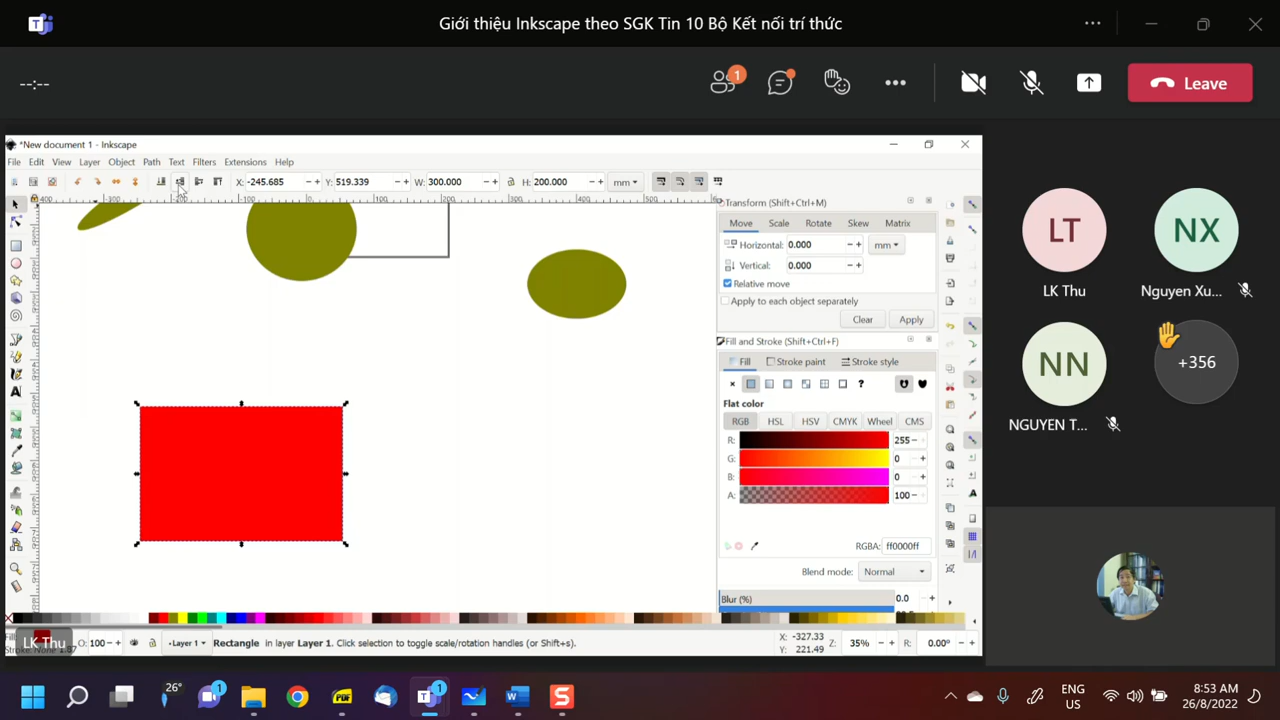 Giới thiệu Inkscape theo SGK Tin 10 Bộ Kết nối trí thức
--:--
1
Leave
*New document 1 - Inkscape
File Edit View Layer Object Path Text Filters Extensions Help
X: -245.685 Y: 519.339 W: 300.000 H: 200.000 mm
Transform (Shift+Ctrl+M)
Move Scale Rotate Skew Matrix
Horizontal: 0.000 mm
Vertical: 0.000
Relative move
Apply to each object separately
Clear Apply
Fill and Stroke (Shift+Ctrl+F)
Fill Stroke paint Stroke style
Flat color
RGB HSL HSV CMYK Wheel CMS
R: 255
G: 0
B: 0
A: 100
RGBA: ff0000ff
Blend mode: Normal
Blur (%) 0.0
LK Thu
O: 100 Layer 1 Rectangle in layer Layer 1. Click selection to toggle scale/rotation handles (or Shift+s).
X: -327.33
Y: 221.49
Z: 35% R: 0.00°
LT
LK Thu
NX
Nguyen Xu...
NN
NGUYEN T...
+356
26°
1
PDF
1
ENG
US
8:53 AM
26/8/2022